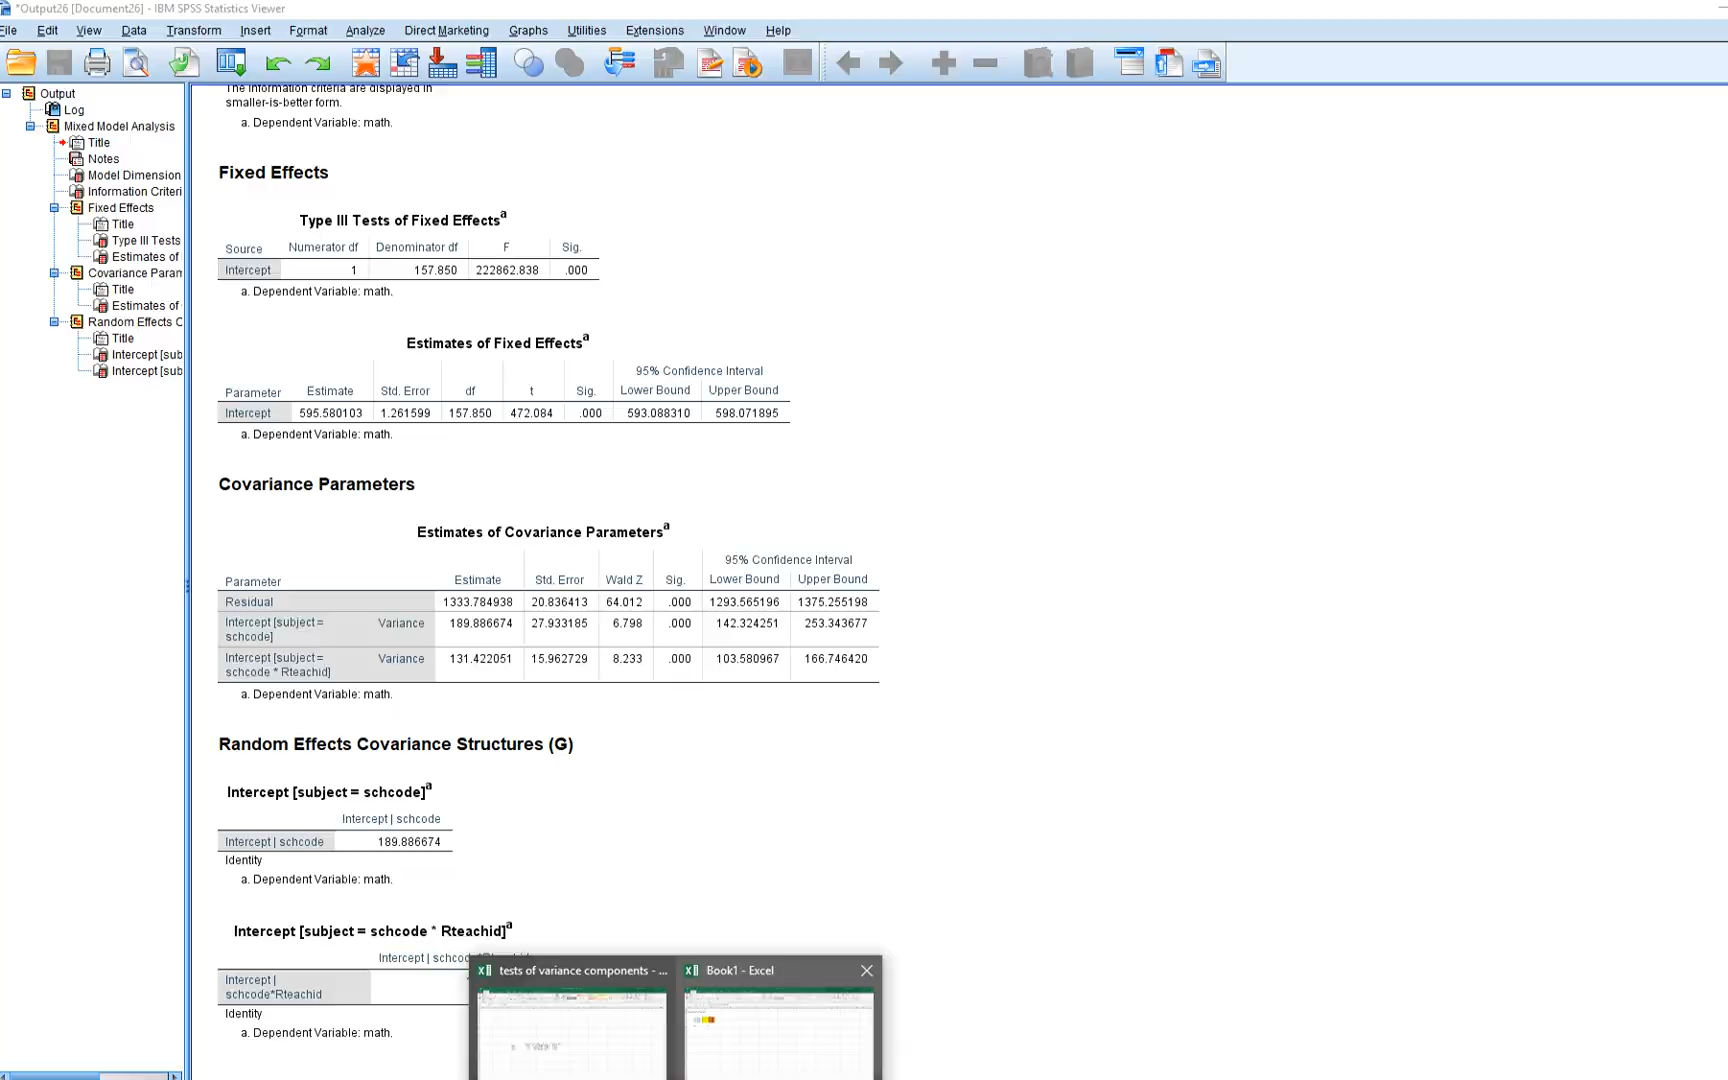 *Output26 [Document26] - IBM SPSS Statistics Viewer
File Edit View Data Transform Insert Format Analyze Direct Marketing Graphs Utilities Extensions Window Help
Output
Log
Mixed Model Analysis
Title
Notes
Model Dimension
Information Criteri
Fixed Effects
Title
Type III Tests
Estimates of
Covariance Param
Title
Estimates of
Random Effects C
Title
Intercept [sub
Intercept [sub
The information criteria are displayed in
smaller-is-better form.
a. Dependent Variable: math.
Fixed Effects
Type III Tests of Fixed Effects^a
Source Numerator df Denominator df F Sig.
Intercept 1 157.850 222862.838 .000
a. Dependent Variable: math.
Estimates of Fixed Effects^a
95% Confidence Interval
Parameter Estimate Std. Error df t Sig. Lower Bound Upper Bound
Intercept 595.580103 1.261599 157.850 472.084 .000 593.088310 598.071895
a. Dependent Variable: math.
Covariance Parameters
Estimates of Covariance Parameters^a
95% Confidence Interval
Parameter Estimate Std. Error Wald Z Sig. Lower Bound Upper Bound
Residual 1333.784938 20.836413 64.012 .000 1293.565196 1375.255198
Intercept [subject = Variance 189.886674 27.933185 6.798 .000 142.324251 253.343677
schcode]
Intercept [subject = Variance 131.422051 15.962729 8.233 .000 103.580967 166.746420
schcode * Rteachid]
a. Dependent Variable: math.
Random Effects Covariance Structures (G)
Intercept [subject = schcode]^a
Intercept | schcode
Intercept | schcode 189.886674
Identity
a. Dependent Variable: math.
Intercept [subject = schcode * Rteachid]^a
Intercept |
Intercept |
schcode*Rteachid
Identity
a. Dependent Variable: math.
tests of variance components - ...
Book1 - Excel